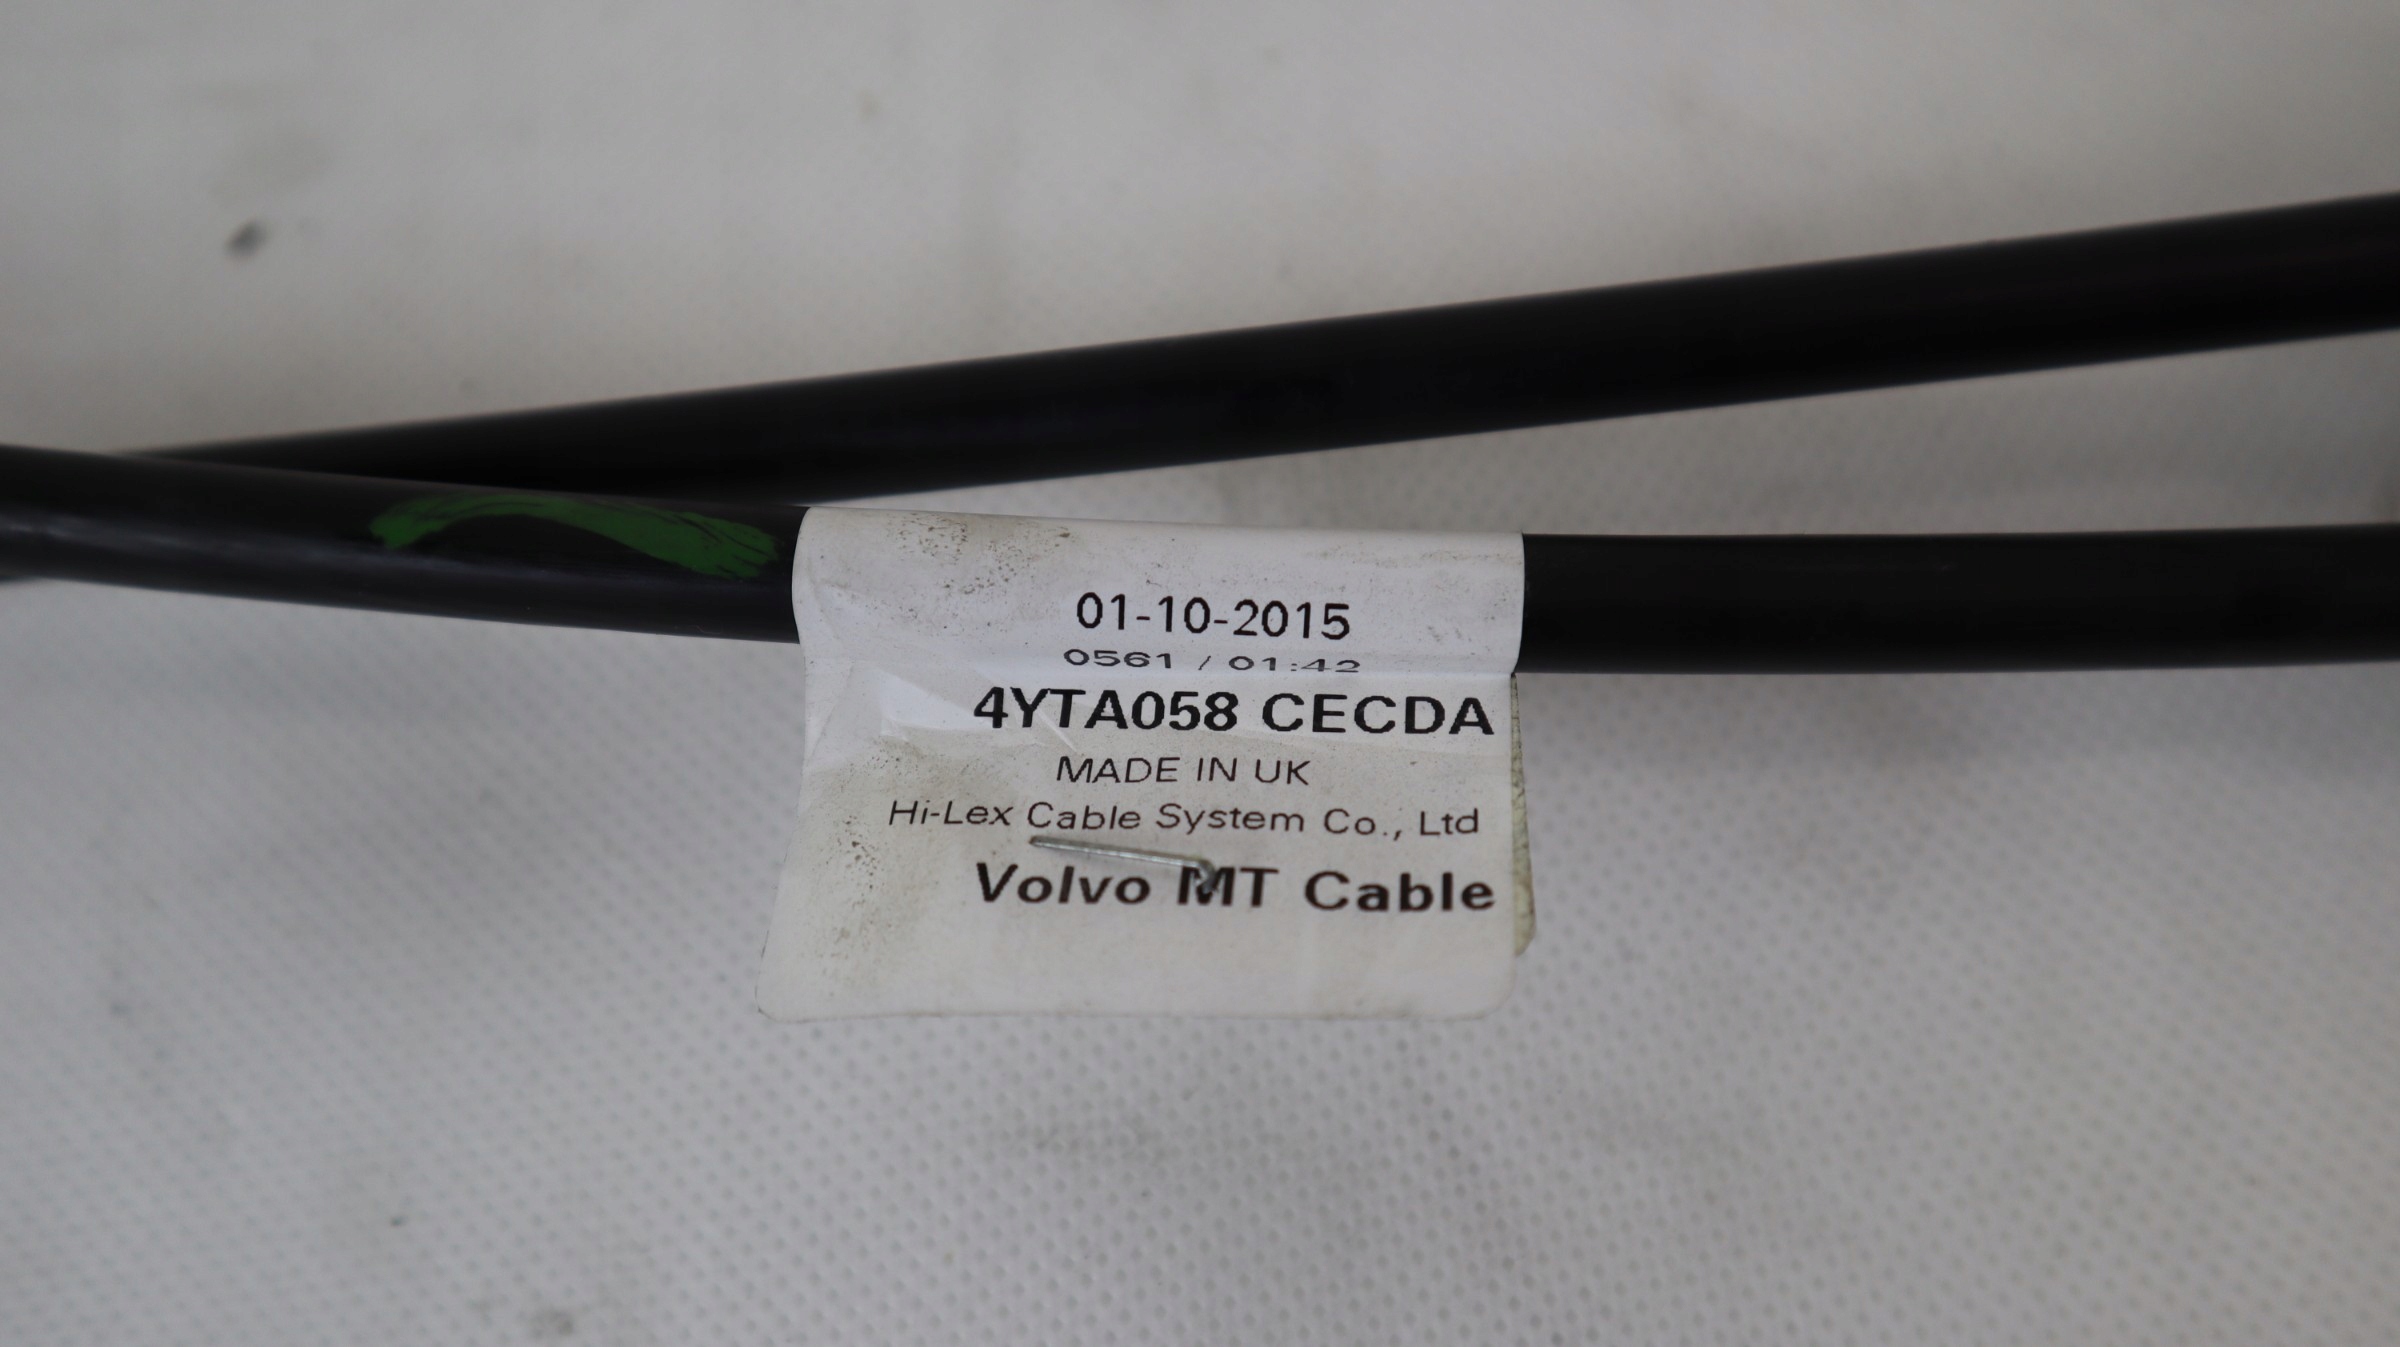 01-10-2015
0561 / 01:42
4YTA058 CECDA
MADE IN UK
Hi-Lex Cable System Co., Ltd
Volvo MT Cable